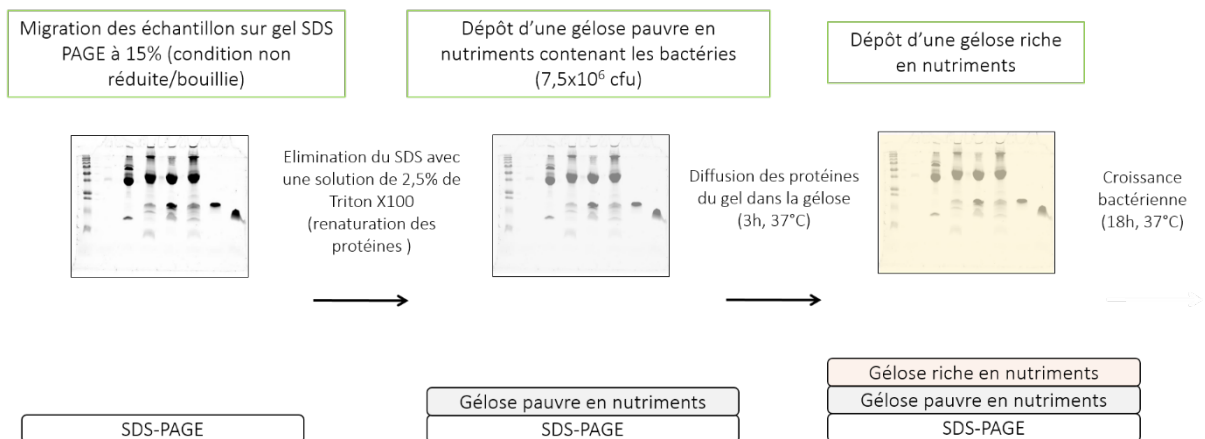 Migration des échantillon sur gel SDS
PAGE à 15% (condition non
réduite/bouillie)
Dépôt d'une gélose pauvre en
nutriments contenant les bactéries
(7,5x10⁶ cfu)
Dépôt d'une gélose riche
en nutriments
Elimination du SDS avec
une solution de 2,5% de
Triton X100
(renaturation des
protéines )
Diffusion des protéines
du gel dans la gélose
(3h, 37°C)
Croissance
bactérienne
(18h, 37°C)
SDS-PAGE
Gélose pauvre en nutriments
SDS-PAGE
Gélose riche en nutriments
Gélose pauvre en nutriments
SDS-PAGE